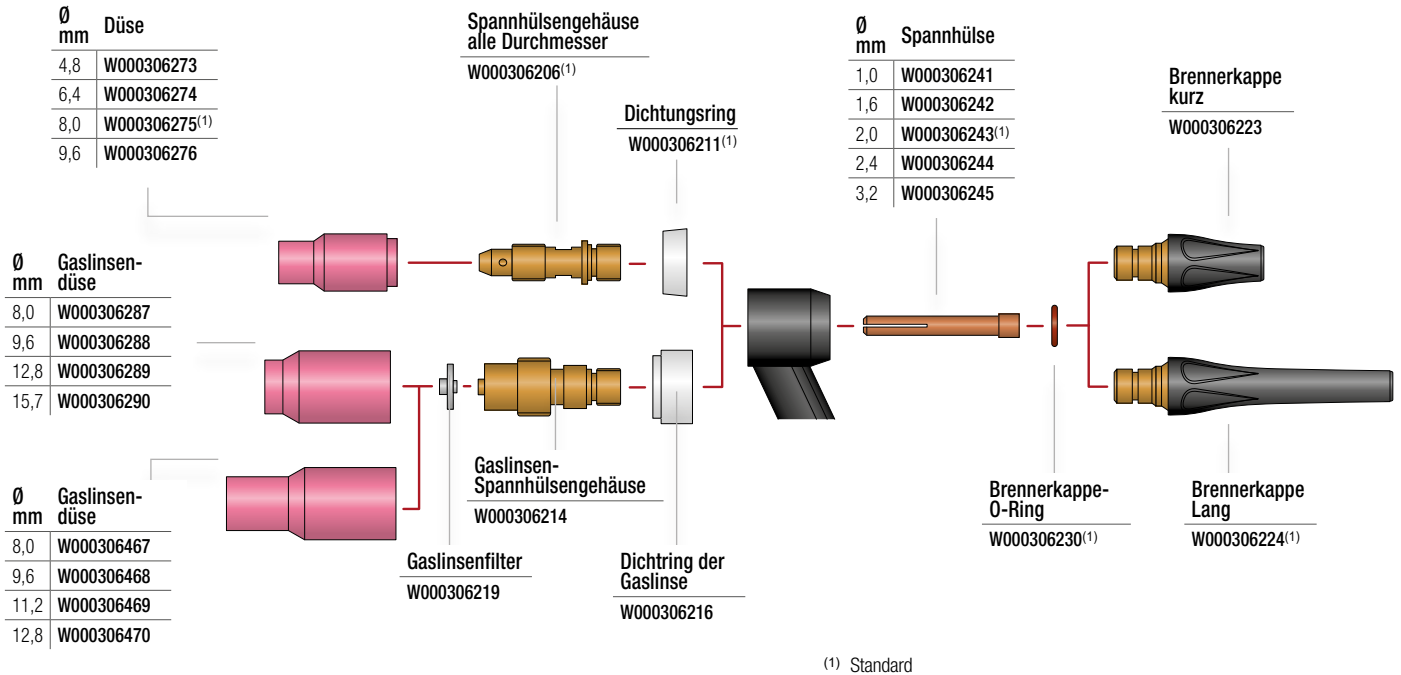 Ø mm Düse
4,8 W000306273
6,4 W000306274
8,0 W000306275(1)
9,6 W000306276
Spannhülsengehäuse
alle Durchmesser
W000306206(1)
Dichtungsring
W000306211(1)
Ø mm Spannhülse
1,0 W000306241
1,6 W000306242
2,0 W000306243(1)
2,4 W000306244
3,2 W000306245
Brennerkappe
kurz
W000306223
Ø mm Gaslinsen-
düse
8,0 W000306287
9,6 W000306288
12,8 W000306289
15,7 W000306290
Ø mm Gaslinsen-
düse
8,0 W000306467
9,6 W000306468
11,2 W000306469
12,8 W000306470
Gaslinsen-
Spannhülsengehäuse
W000306214
Gaslinsenfilter
W000306219
Dichtring der
Gaslinse
W000306216
Brennerkappe-
O-Ring
W000306230(1)
Brennerkappe
Lang
W000306224(1)
(1) Standard